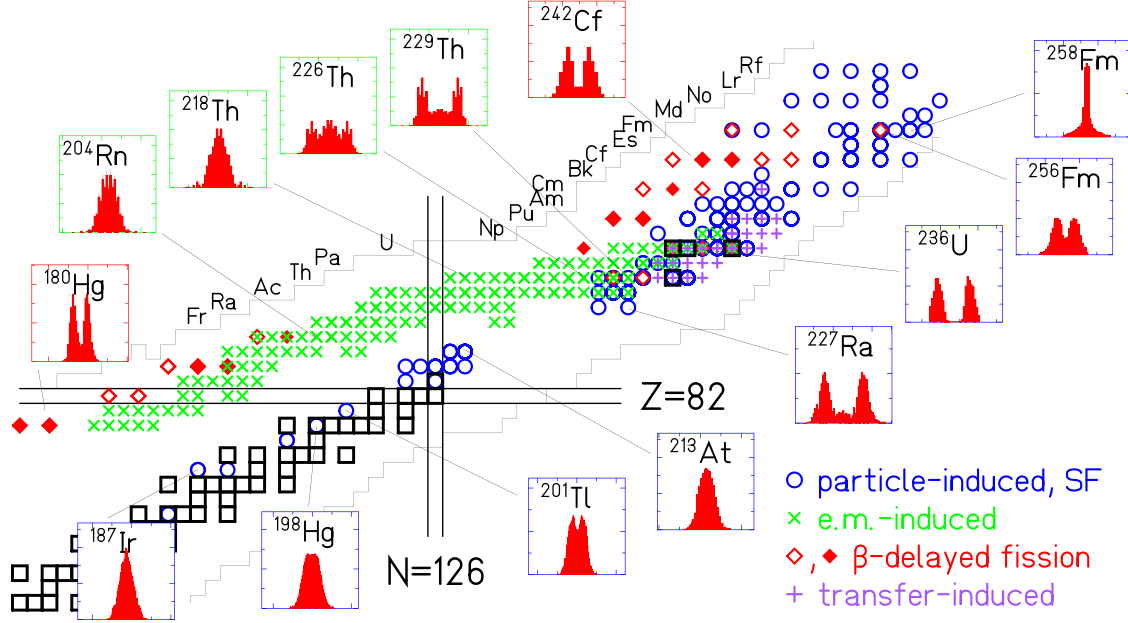 ²⁴²Cf
²²⁹Th
²²⁶Th
²¹⁸Th
²⁰⁴Rn
¹⁸⁰Hg
²⁵⁸Fm
²⁵⁶Fm
²³⁶U
²²⁷Ra
²¹³At
²⁰¹Tl
¹⁹⁸Hg
¹⁸⁷Ir
Rf
Lr
No
Md
Fm
Es
Cf
Bk
Cm
Am
Pu
Np
U
Pa
Th
Ac
Ra
Fr
Z=82
N=126
particle-induced, SF
e.m.-induced
, β-delayed fission
transfer-induced